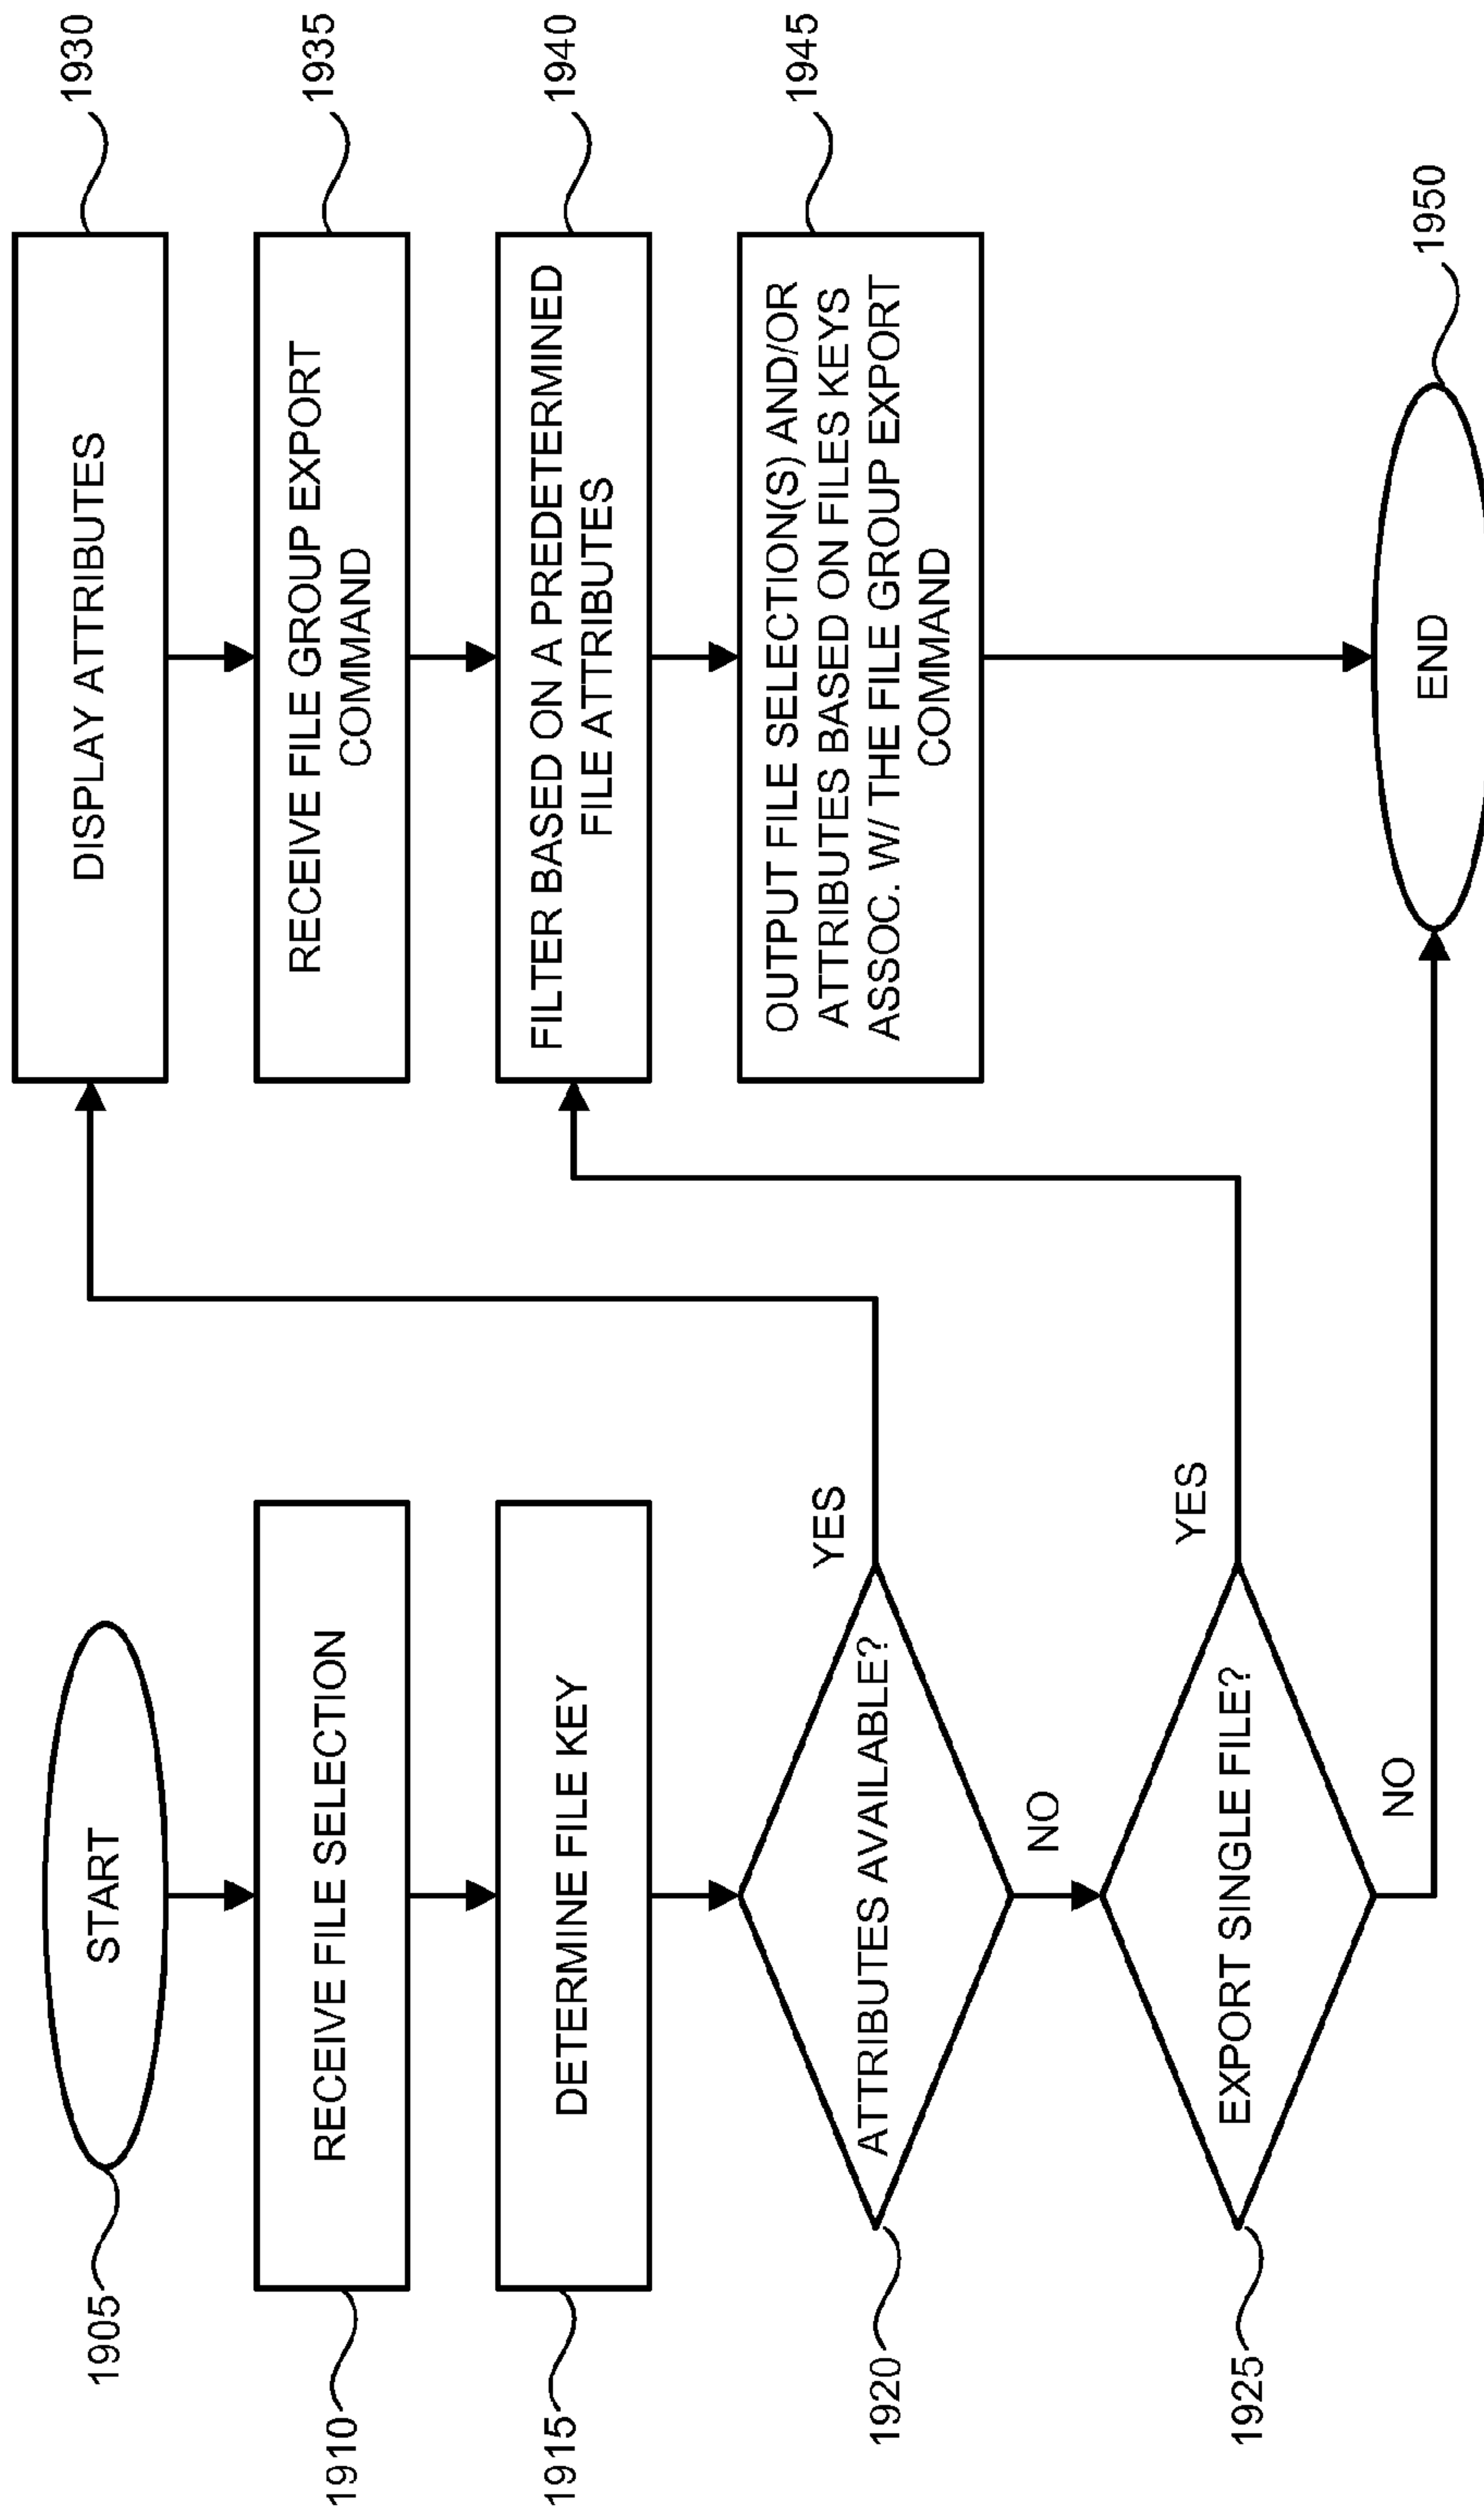 START
1905
RECEIVE FILE SELECTION
1910
DETERMINE FILE KEY
1915
ATTRIBUTES AVAILABLE?
1920
YES
NO
EXPORT SINGLE FILE?
1925
YES
NO
DISPLAY ATTRIBUTES
1930
RECEIVE FILE GROUP EXPORT
COMMAND
1935
FILTER BASED ON A PREDETERMINED
FILE ATTRIBUTES
1940
OUTPUT FILE SELECTION(S) AND/OR
ATTRIBUTES BASED ON FILES KEYS
ASSOC. W/ THE FILE GROUP EXPORT
COMMAND
1945
END
1950